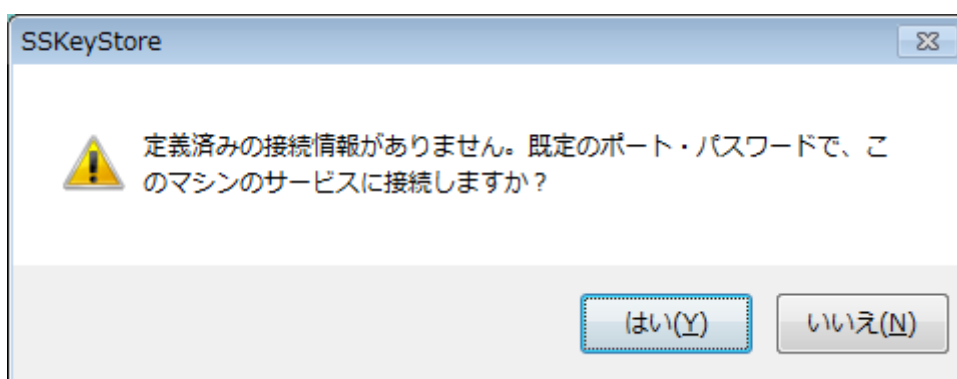 SSKeyStore
定義済みの接続情報がありません。既定のポート・パスワードで、こ
のマシンのサービスに接続しますか？
はい(Y)
いいえ(N)